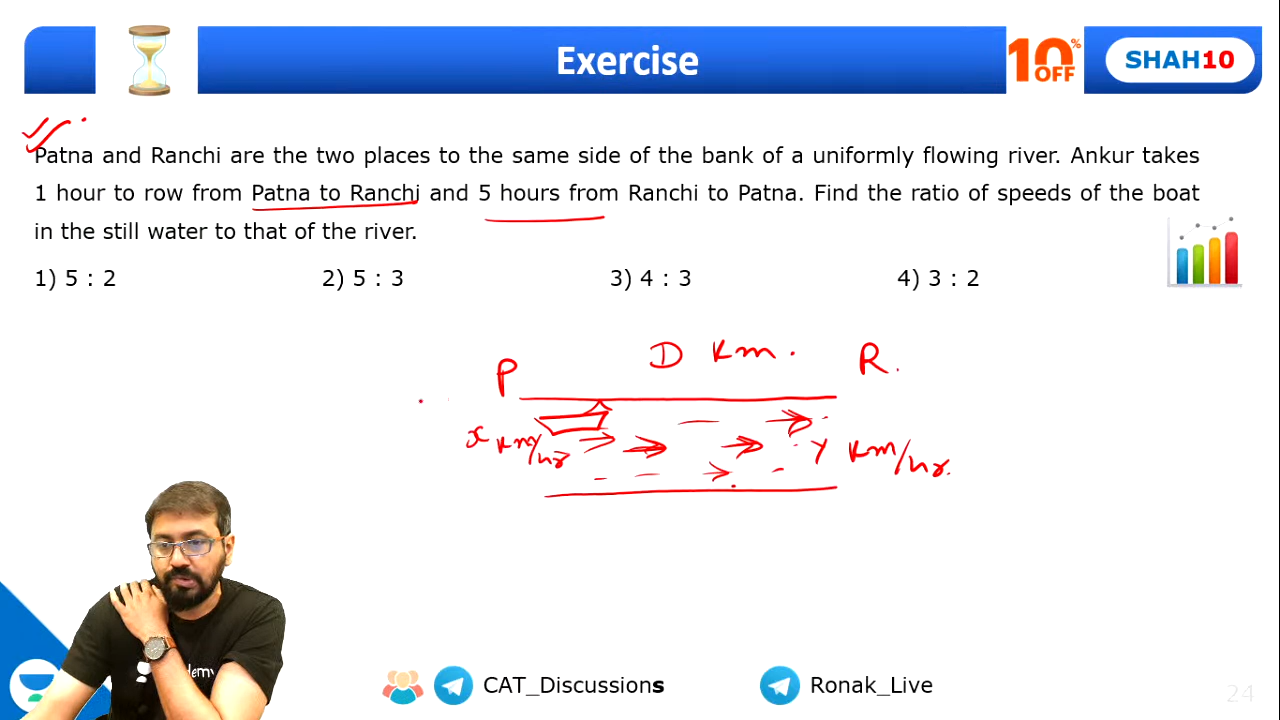 Exercise
10%
OFF
SHAH10
Patna and Ranchi are the two places to the same side of the bank of a uniformly flowing river. Ankur takes
1 hour to row from Patna to Ranchi and 5 hours from Ranchi to Patna. Find the ratio of speeds of the boat
in the still water to that of the river.
1) 5 : 2 2) 5 : 3 3) 4 : 3 4) 3 : 2
P D km. R.
x km/hr y km/hr.
demy
CAT_Discussions Ronak_Live
24